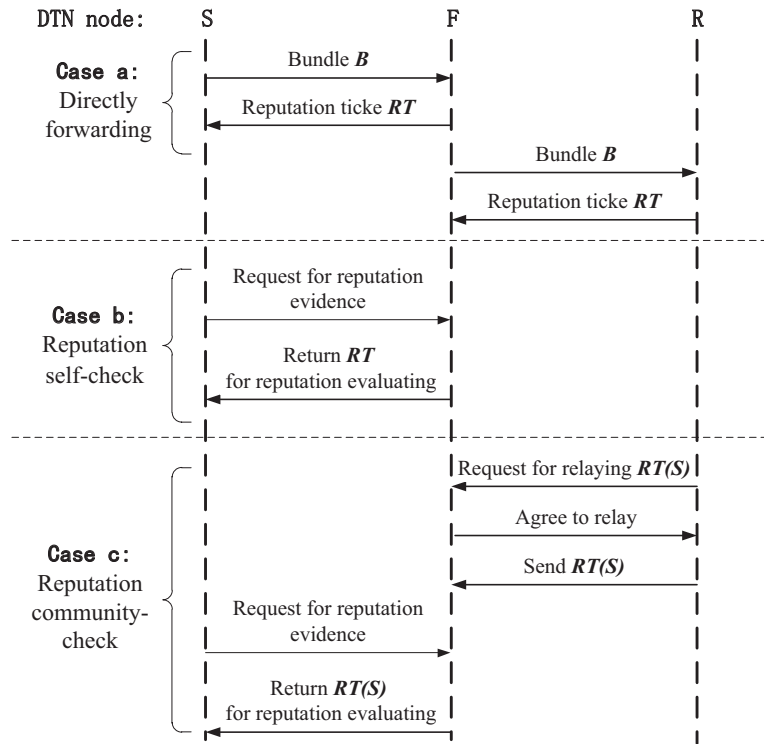 DTN node: S F R
Case a:
Directly
forwarding
Bundle B
Reputation ticke RT
Bundle B
Reputation ticke RT
Case b:
Reputation
self-check
Request for reputation
evidence
Return RT
for reputation evaluating
Case c:
Reputation
community-
check
Request for relaying RT(S)
Agree to relay
Send RT(S)
Request for reputation
evidence
Return RT(S)
for reputation evaluating